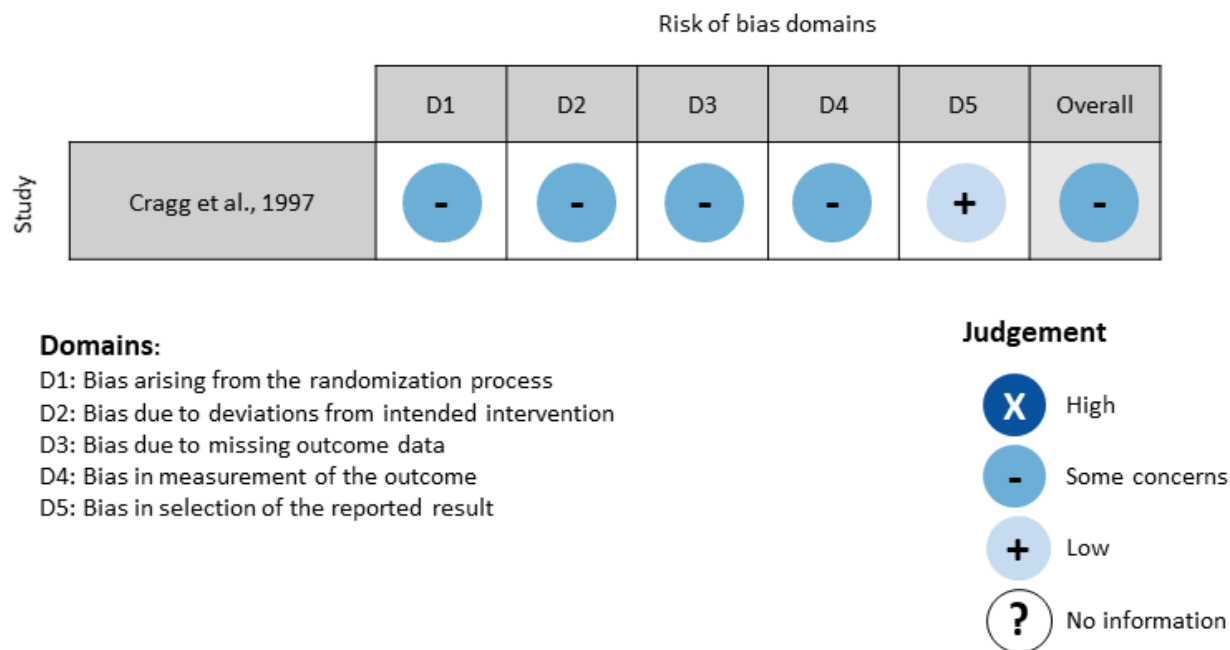 Risk of bias domains
D1 D2 D3 D4 D5 Overall
Study
Cragg et al., 1997 - - - - + -
Domains:
D1: Bias arising from the randomization process
D2: Bias due to deviations from intended intervention
D3: Bias due to missing outcome data
D4: Bias in measurement of the outcome
D5: Bias in selection of the reported result
Judgement
X High
- Some concerns
+ Low
? No information